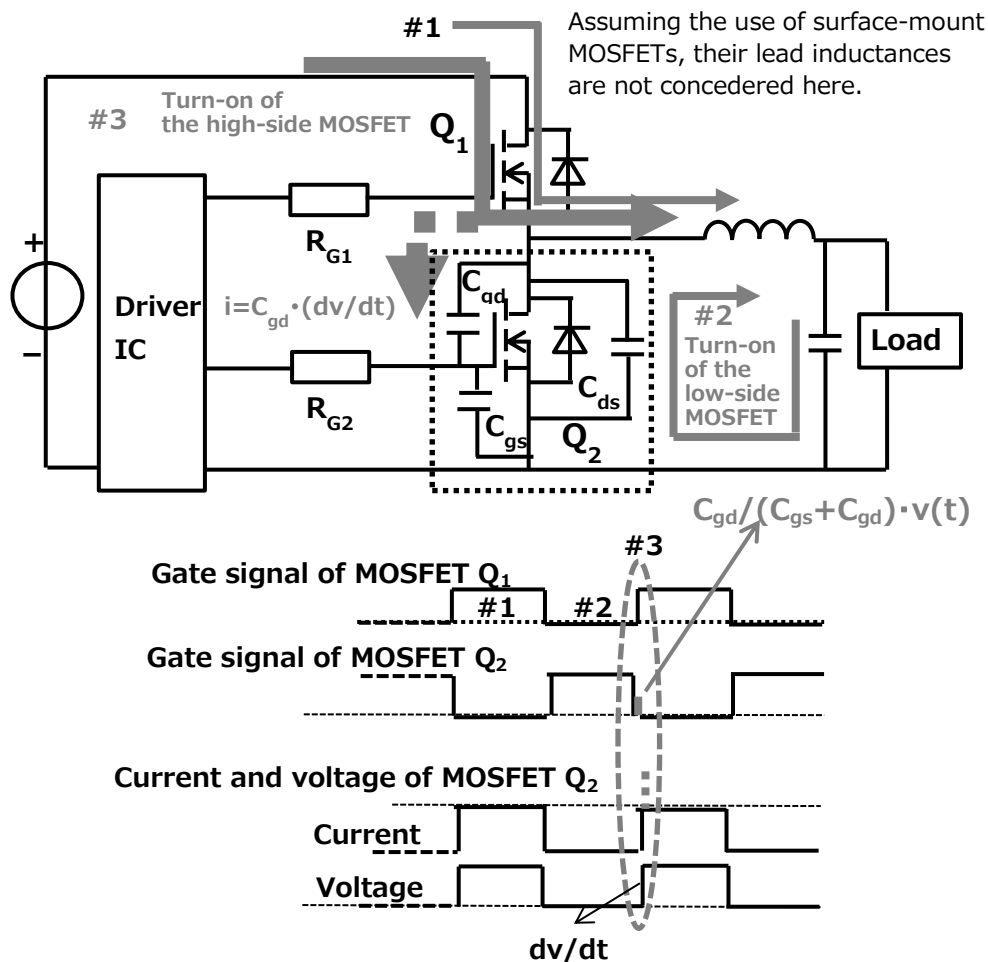 #1
Assuming the use of surface-mount
MOSFETs, their lead inductances
are not concedered here.
#3
Turn-on of
the high-side MOSFET
Q1
RG1
+
−
Driver
IC
i=Cgd·(dv/dt)
Cgd
RG2
Cgs
Cds
Q2
#2
Turn-on
of the
low-side
MOSFET
Load
Cgd/(Cgs+Cgd)·v(t)
#3
Gate signal of MOSFET Q1
#1
#2
Gate signal of MOSFET Q2
Current and voltage of MOSFET Q2
Current
Voltage
dv/dt